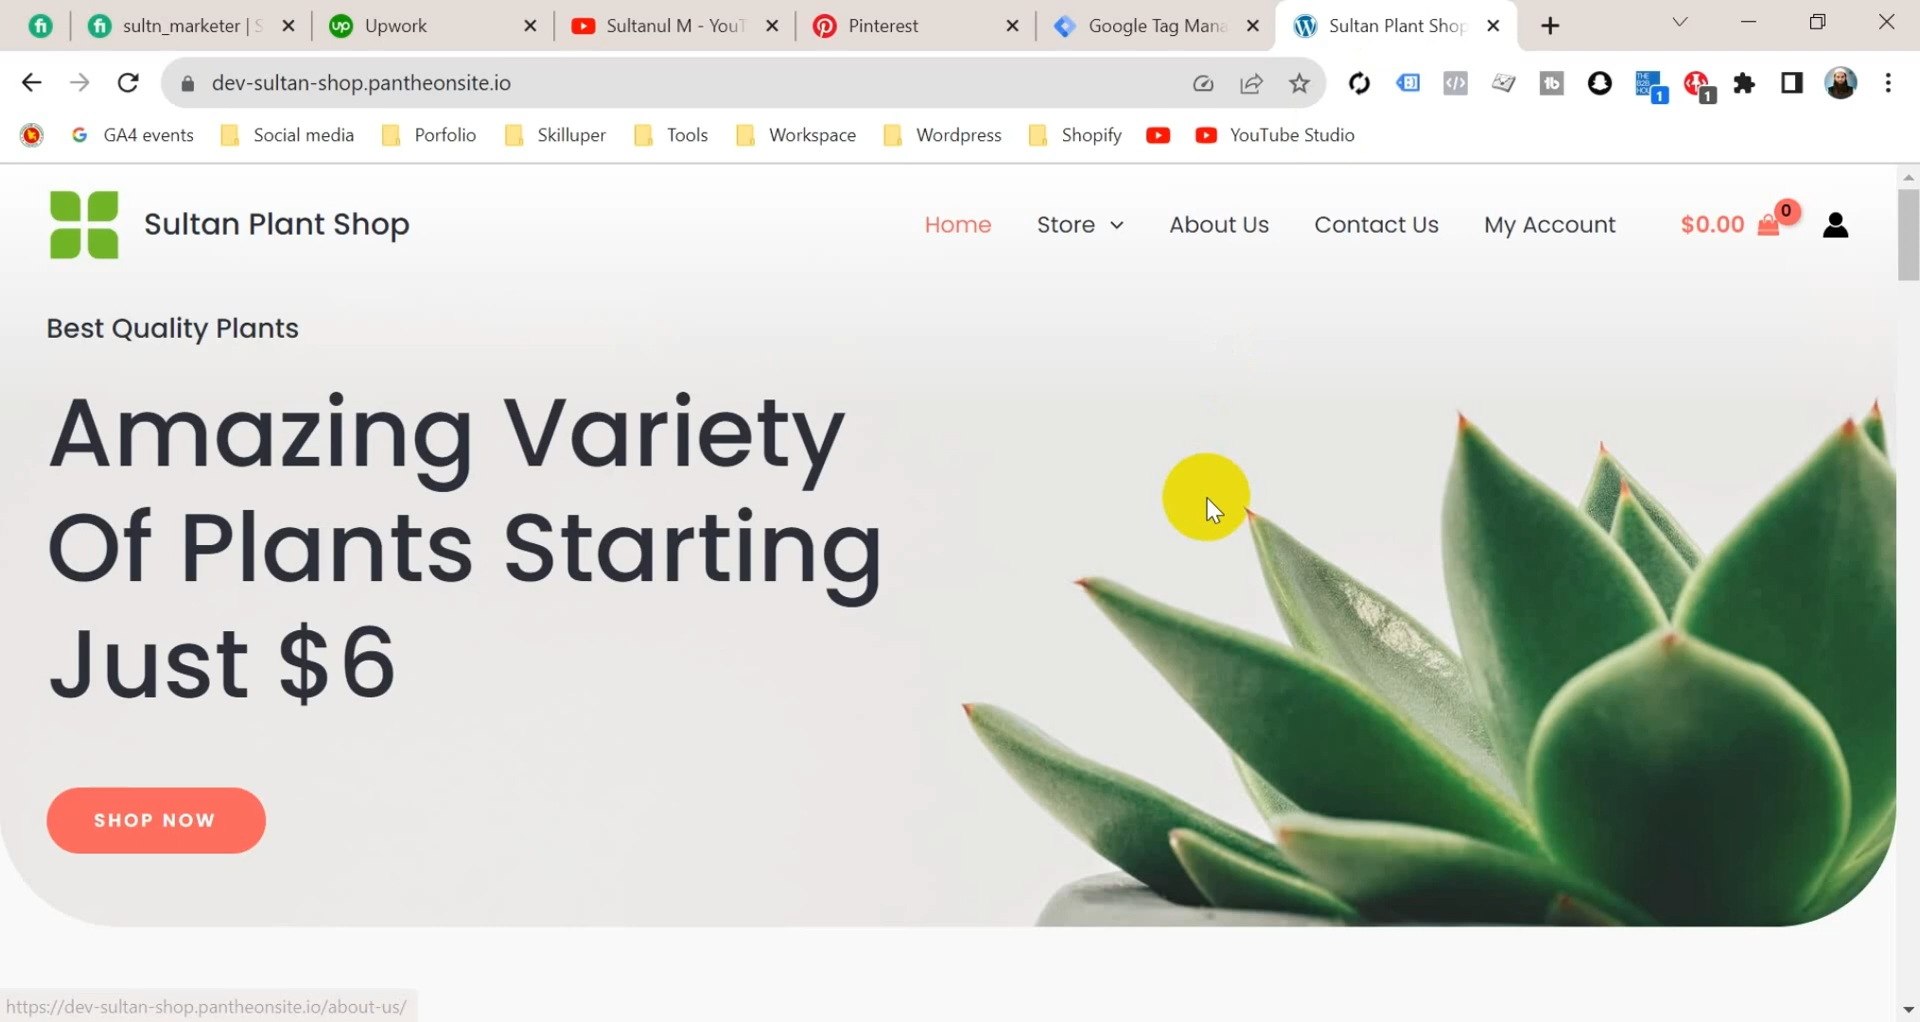 sultn_marketer | S
Upwork
Sultanul M - YouT
Pinterest
Google Tag Mana
Sultan Plant Shop
dev-sultan-shop.pantheonsite.io
GA4 events
Social media
Porfolio
Skilluper
Tools
Workspace
Wordpress
Shopify
YouTube Studio
Sultan Plant Shop
Home
Store
About Us
Contact Us
My Account
$0.00
0
Best Quality Plants
Amazing Variety
Of Plants Starting
Just $6
SHOP NOW
https://dev-sultan-shop.pantheonsite.io/about-us/